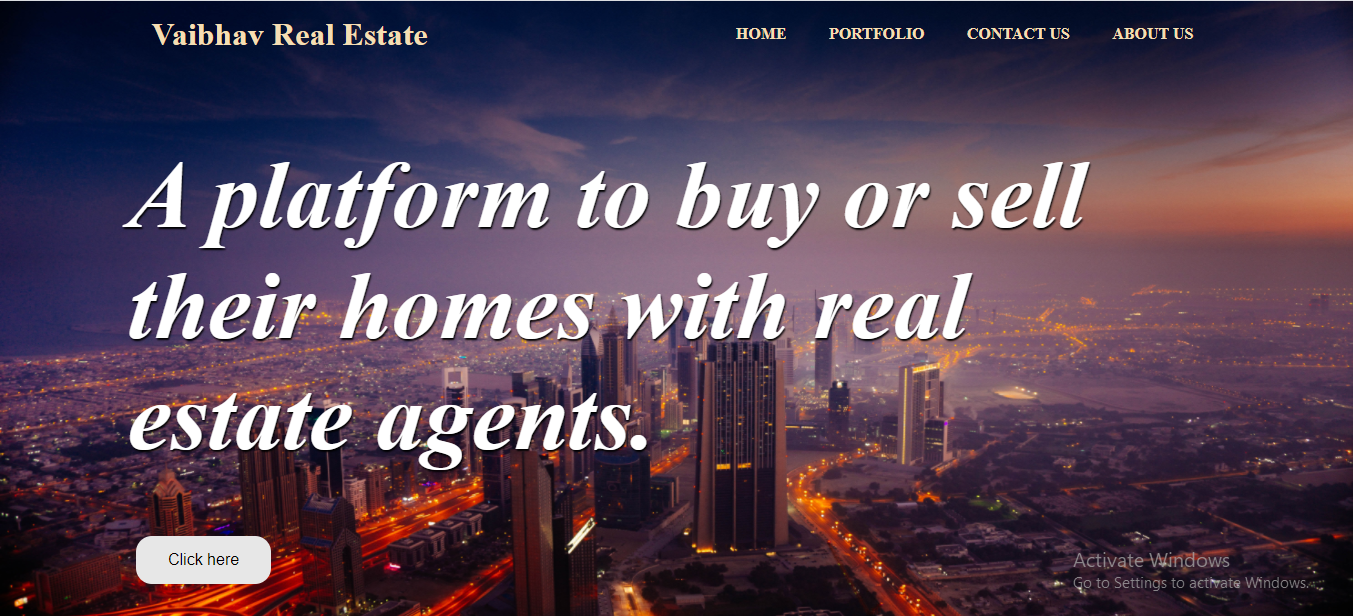 Vaibhav Real Estate
HOME PORTFOLIO CONTACT US ABOUT US
A platform to buy or sell
their homes with real
estate agents.
Click here
Activate Windows
Go to Settings to activate Windows.